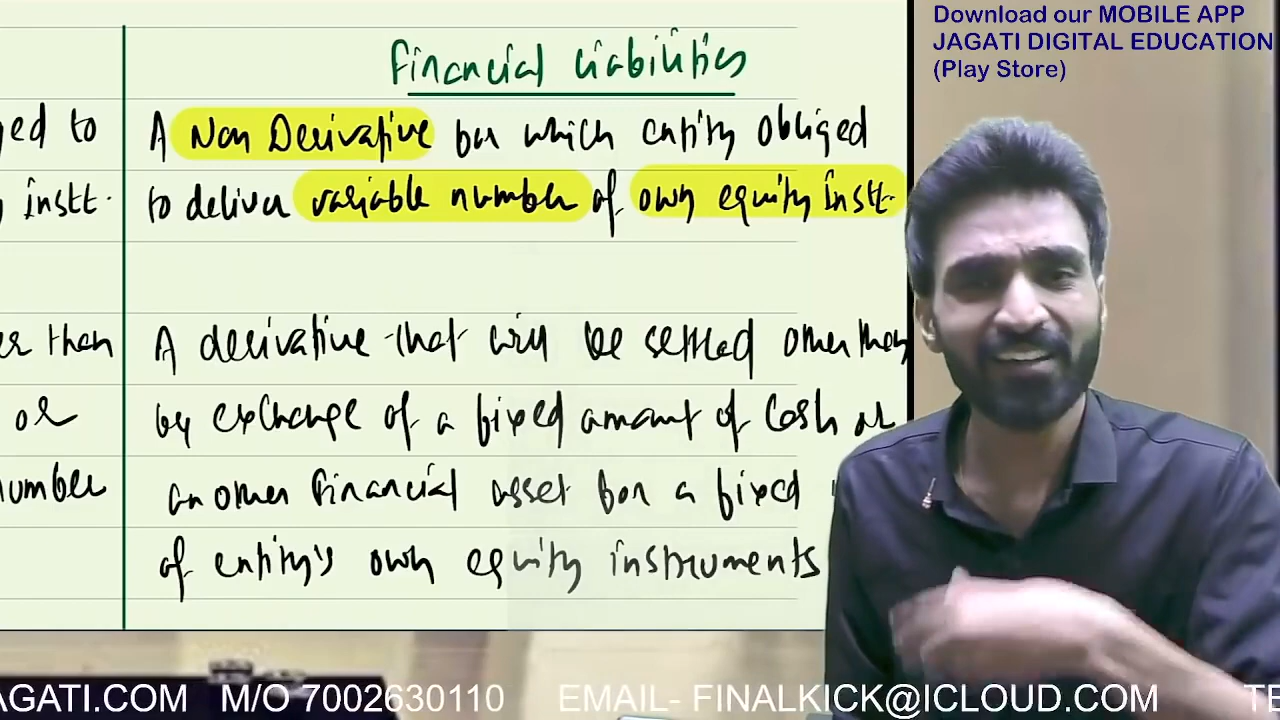 Financial Liabilities
ged to
A Non Derivative for which entity obliged
instt.
to deliver variable number of own equity instt.
er than
A derivative that will be settled other than
or
by exchange of a fixed amount of cash or
number
another financial asset for a fixed
of entity's own equity instruments
Download our MOBILE APP
JAGATI DIGITAL EDUCATION
(Play Store)
AGATI.COM M/O 7002630110 EMAIL- FINALKICK@ICLOUD.COM TE